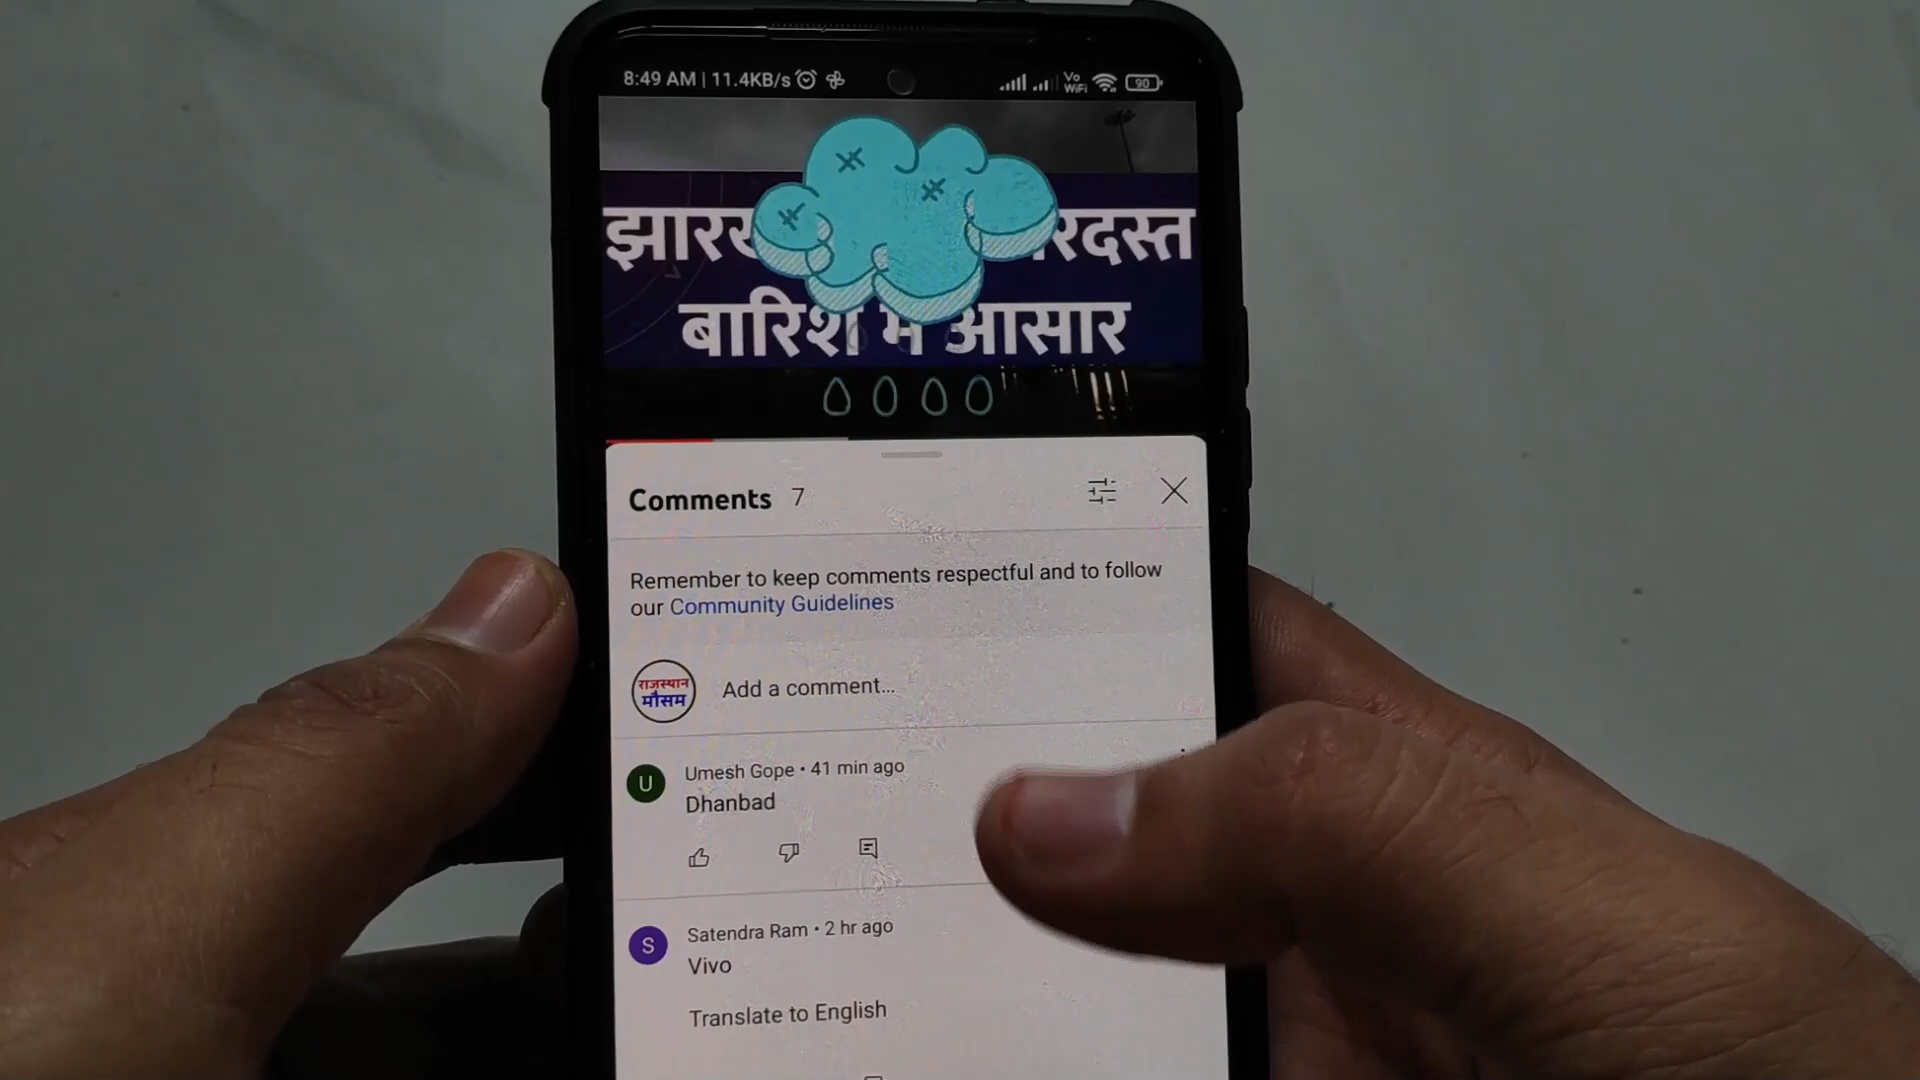 8:49 AM | 11.4KB/s
Vo
WiFi
90
बारिश में आसार
Comments 7
Remember to keep comments respectful and to follow
our Community Guidelines
राजस्थान
मौसम
Add a comment...
U
Umesh Gope • 41 min ago
Dhanbad
S
Satendra Ram • 2 hr ago
Vivo
Translate to English